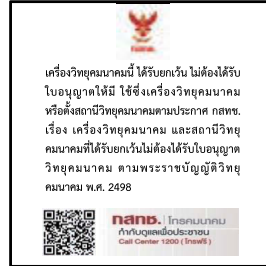 กสทช.
เครื่องวิทยุคมนาคมนี้ ได้รับยกเว้น ไม่ต้องได้รับ
ใบอนุญาตให้มี ใช้ซึ่งเครื่องวิทยุคมนาคม
หรือตั้งสถานีวิทยุคมนาคมตามประกาศ กสทช.
เรื่อง เครื่องวิทยุคมนาคม และสถานีวิทยุ
คมนาคมที่ได้รับยกเว้นไม่ต้องได้รับใบอนุญาต
วิทยุคมนาคม ตามพระราชบัญญัติวิทยุ
คมนาคม พ.ศ. 2498
กสทช. | โทรคมนาคม
กำกับดูแลเพื่อประชาชน
Call Center 1200 ( โทรฟรี )